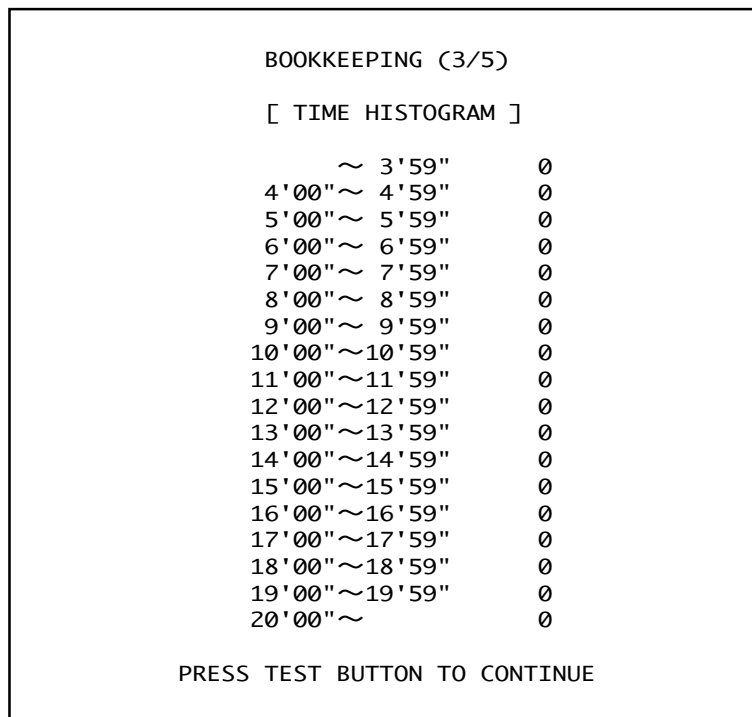 BOOKKEEPING (3/5)
[ TIME HISTOGRAM ]
～ 3'59" 0
4'00"～ 4'59" 0
5'00"～ 5'59" 0
6'00"～ 6'59" 0
7'00"～ 7'59" 0
8'00"～ 8'59" 0
9'00"～ 9'59" 0
10'00"～10'59" 0
11'00"～11'59" 0
12'00"～12'59" 0
13'00"～13'59" 0
14'00"～14'59" 0
15'00"～15'59" 0
16'00"～16'59" 0
17'00"～17'59" 0
18'00"～18'59" 0
19'00"～19'59" 0
20'00"～ 0
PRESS TEST BUTTON TO CONTINUE